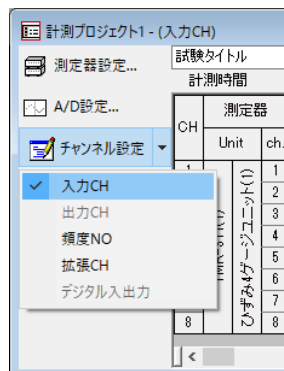 計測プロジェクト1 - (入力CH)
測定器設定...
試験タイトル
計測時間
A/D設定...
測定器
CH
Unit
ch.
チャンネル設定
入力CH
出力CH
頻度NO
拡張CH
デジタル入出力
ひずみ4ゲージユニット(1)
1
2
3
4
5
6
7
8
8